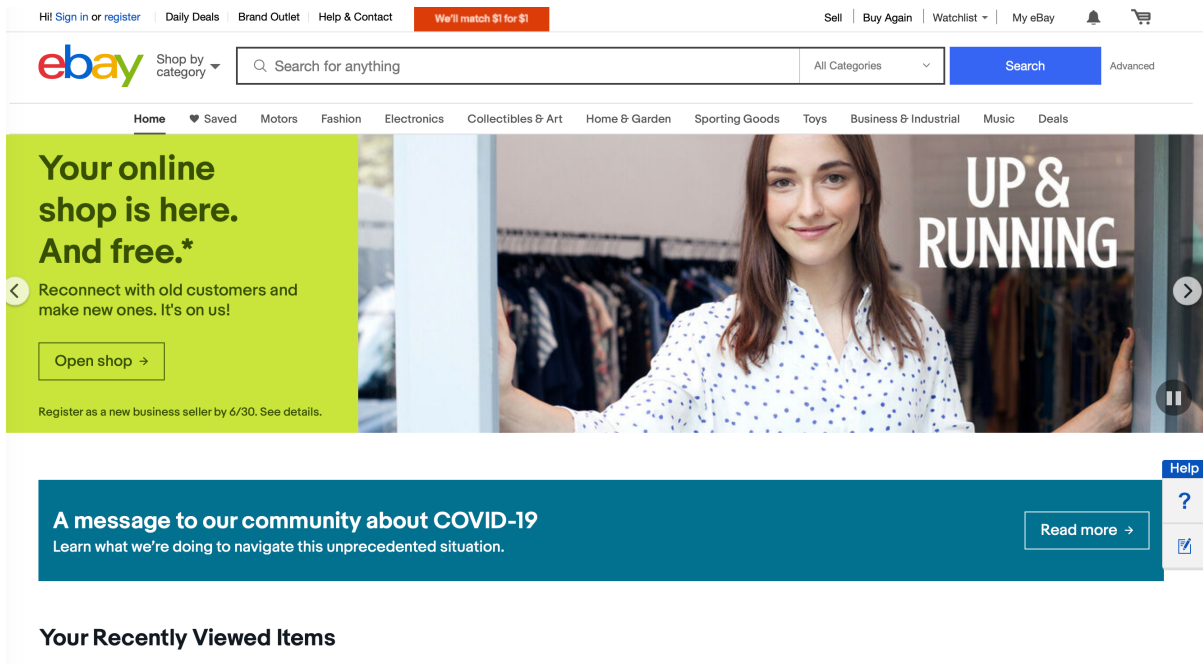 Hi! Sign in or register
Daily Deals
Brand Outlet
Help & Contact
We'll match $1 for $1
Sell
Buy Again
Watchlist
My eBay
ebay
Shop by
category
Search for anything
All Categories
Search
Advanced
Home
Saved
Motors
Fashion
Electronics
Collectibles & Art
Home & Garden
Sporting Goods
Toys
Business & Industrial
Music
Deals
Your online
shop is here.
And free.*
Reconnect with old customers and
make new ones. It's on us!
Open shop →
Register as a new business seller by 6/30. See details.
UP &
RUNNING
Help
?
A message to our community about COVID-19
Learn what we're doing to navigate this unprecedented situation.
Read more →
Your Recently Viewed Items